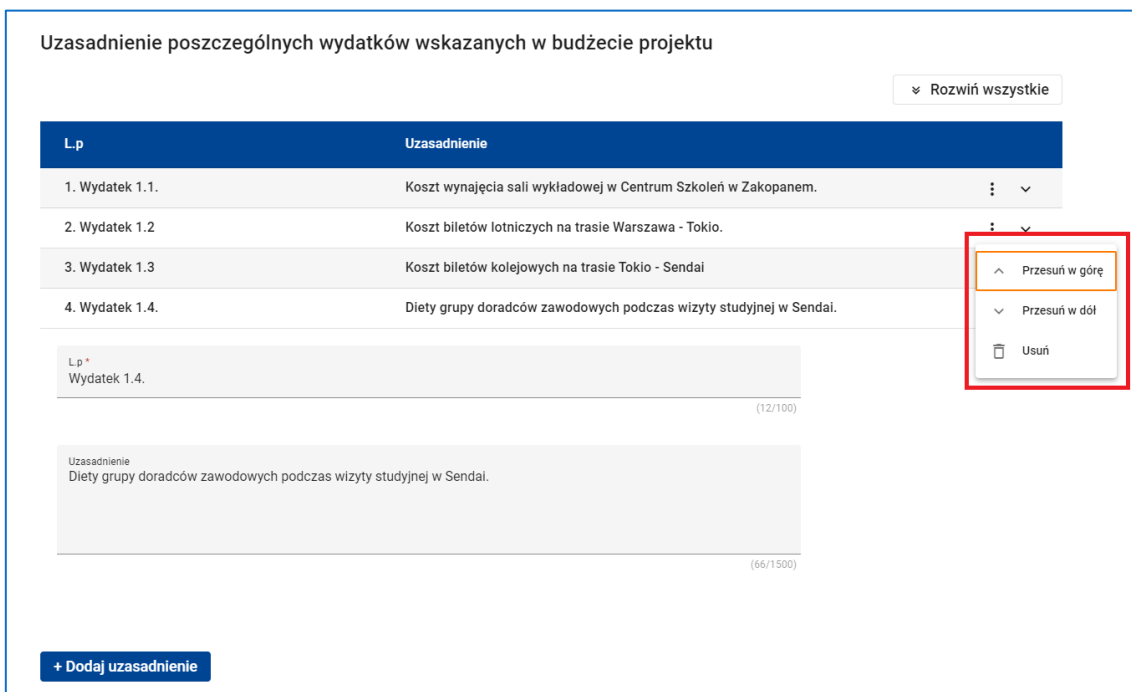 Uzasadnienie poszczególnych wydatków wskazanych w budżecie projektu
Rozwiń wszystkie
L.p Uzasadnienie
1. Wydatek 1.1. Koszt wynajęcia sali wykładowej w Centrum Szkoleń w Zakopanem.
2. Wydatek 1.2 Koszt biletów lotniczych na trasie Warszawa - Tokio.
3. Wydatek 1.3 Koszt biletów kolejowych na trasie Tokio - Sendai
4. Wydatek 1.4. Diety grupy doradców zawodowych podczas wizyty studyjnej w Sendai.
Przesuń w górę
Przesuń w dół
Usuń
L.p *
Wydatek 1.4.
(12/100)
Uzasadnienie
Diety grupy doradców zawodowych podczas wizyty studyjnej w Sendai.
(66/1500)
+ Dodaj uzasadnienie